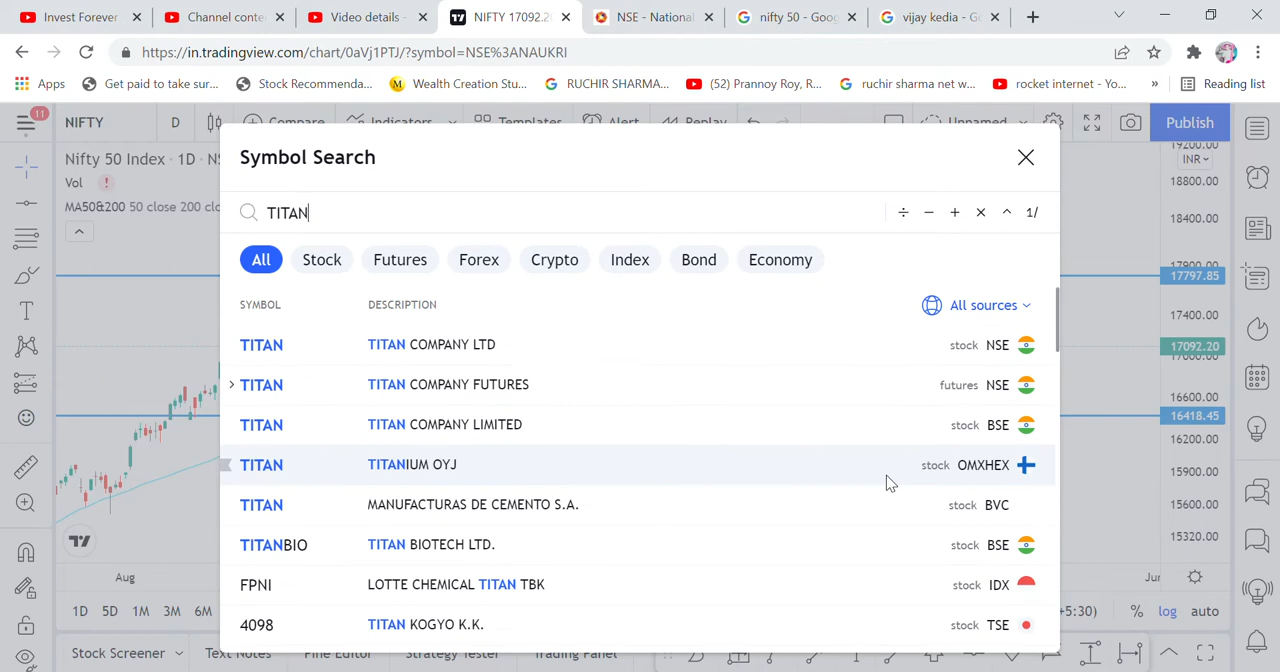 Invest Forever
Channel conte
Video details -
NIFTY 17092.2
NSE - National
nifty 50 - Goog
vijay kedia - Go
https://in.tradingview.com/chart/0aVj1PTJ/?symbol=NSE%3ANAUKRI
Apps
Get paid to take sur...
Stock Recommenda...
Wealth Creation Stu...
RUCHIR SHARMA...
(52) Prannoy Roy, R...
ruchir sharma net w...
rocket internet - Yo...
»
Reading list
11
NIFTY
D
Compare
Indicators
Templates
Alert
Replay
Unnamed
Publish
Nifty 50 Index · 1D · NS
Vol !
MA50&200 50 close 200 clo
Symbol Search
TITAN
÷ − + × ^ 1/
All
Stock
Futures
Forex
Crypto
Index
Bond
Economy
SYMBOL DESCRIPTION
All sources
TITAN TITAN COMPANY LTD stock NSE
TITAN TITAN COMPANY FUTURES futures NSE
TITAN TITAN COMPANY LIMITED stock BSE
TITAN TITANIUM OYJ stock OMXHEX
TITAN MANUFACTURAS DE CEMENTO S.A. stock BVC
TITANBIO TITAN BIOTECH LTD. stock BSE
FPNI LOTTE CHEMICAL TITAN TBK stock IDX
4098 TITAN KOGYO K.K. stock TSE
19200.00
INR
18800.00
18400.00
17900.00
17797.85
17400.00
17092.20
17000.00
16600.00
16418.45
16200.00
15900.00
15600.00
15320.00
Aug
Jur
1D 5D 1M 3M 6M
+5:30)
% log auto
Stock Screener
Text Notes
Pine Editor
Strategy Tester
Trading Panel